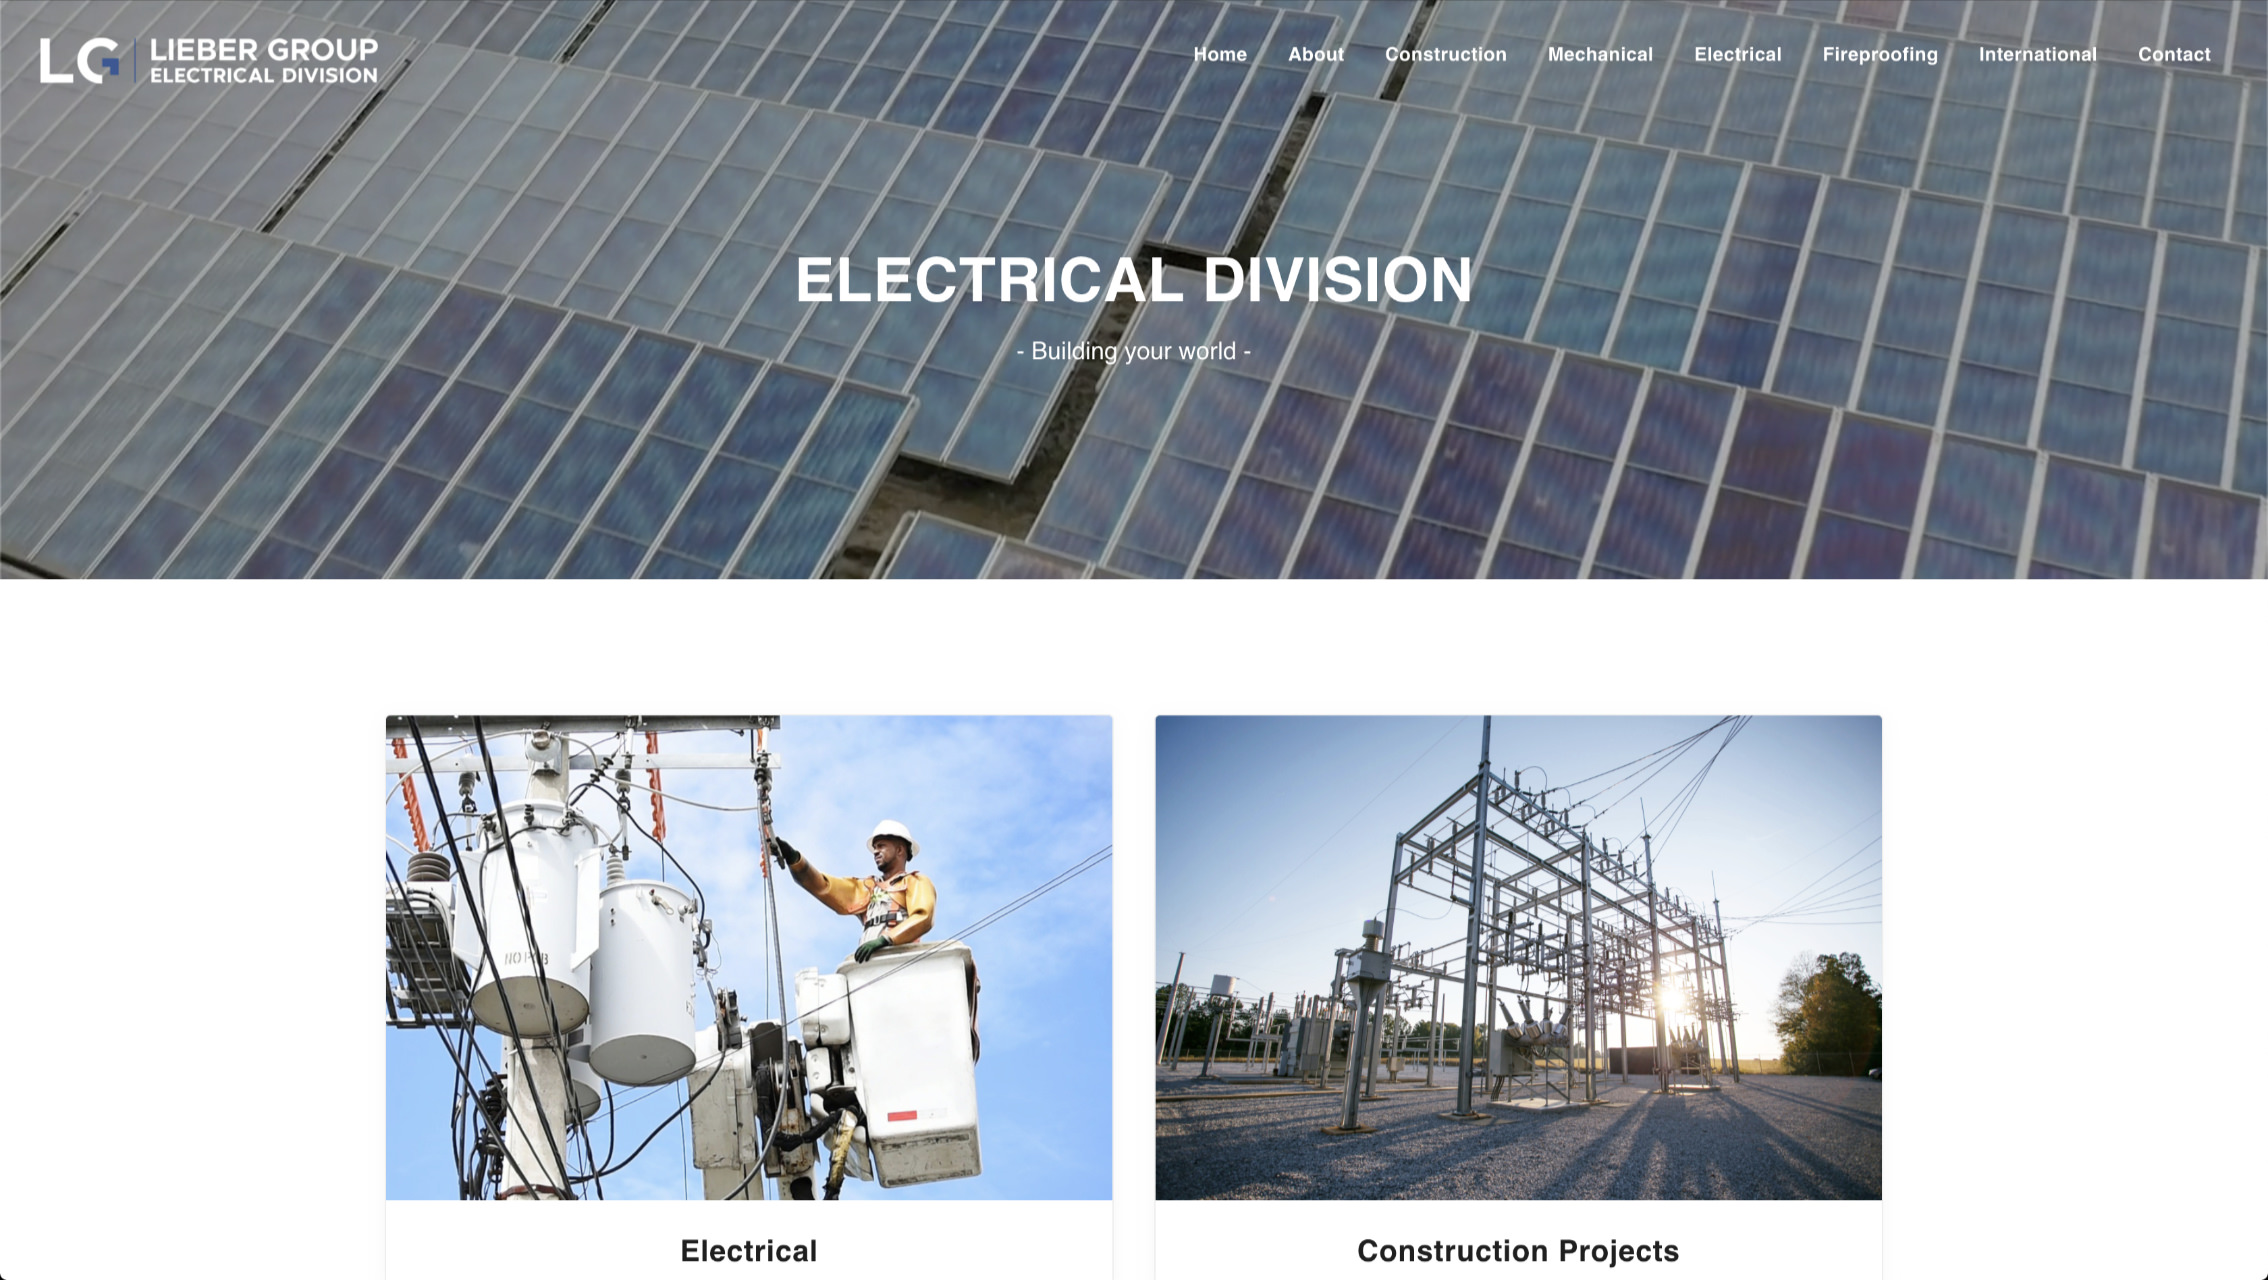 LG
LIEBER GROUP
ELECTRICAL DIVISION
Home
About
Construction
Mechanical
Electrical
Fireproofing
International
Contact
ELECTRICAL DIVISION
- Building your world -
Electrical
Construction Projects